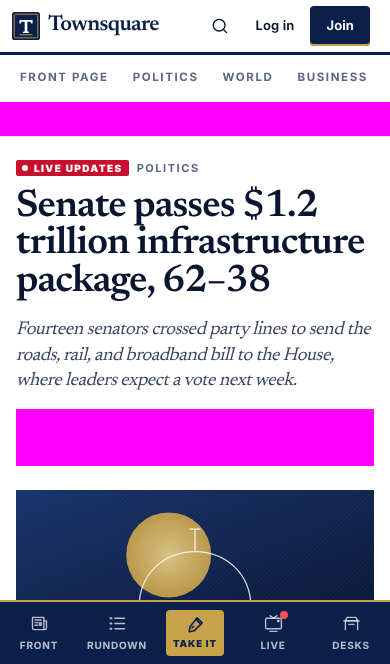 T Townsquare
Log in
Join
FRONT PAGE
POLITICS
WORLD
BUSINESS
LIVE UPDATES
POLITICS
Senate passes $1.2
trillion infrastructure
package, 62–38
Fourteen senators crossed party lines to send the
roads, rail, and broadband bill to the House,
where leaders expect a vote next week.
FRONT
RUNDOWN
TAKE IT
LIVE
DESKS